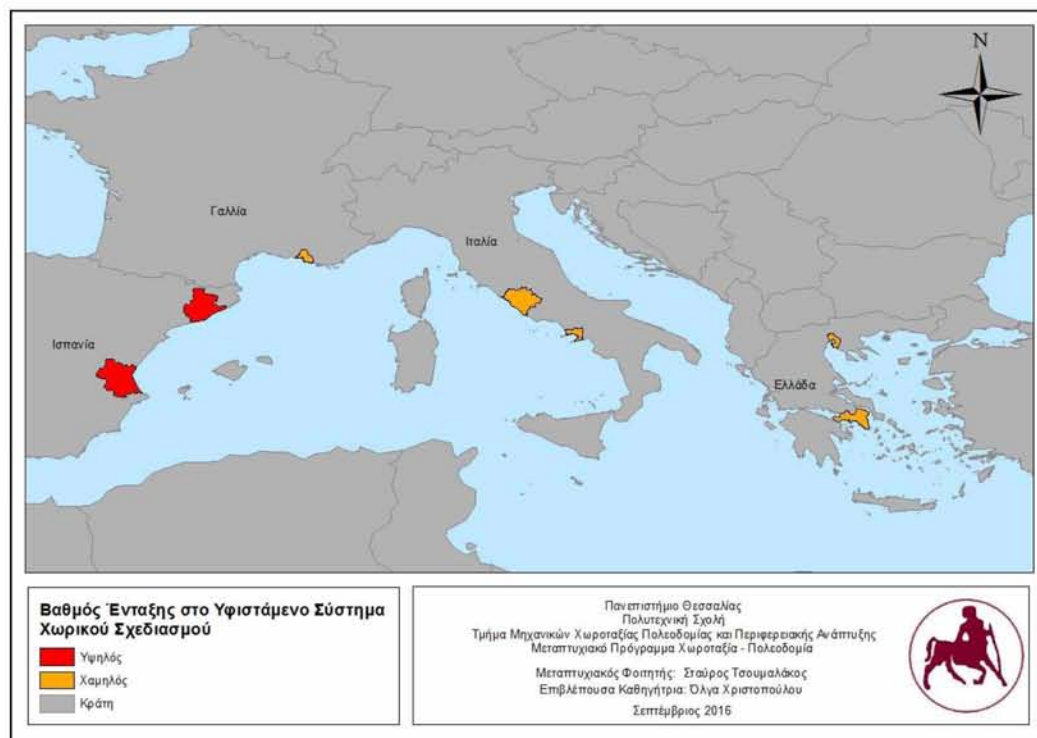 N
Γαλλία
Ιταλία
Ισπανία
Ελλάδα
Βαθμός Ένταξης στο Υφιστάμενο Σύστημα
Χωρικού Σχεδιασμού
Υψηλός
Χαμηλός
Κράτη
Πανεπιστήμιο Θεσσαλίας
Πολυτεχνική Σχολή
Τμήμα Μηχανικών Χωροταξίας Πολεοδομίας και Περιφερειακής Ανάπτυξης
Μεταπτυχιακό Πρόγραμμα Χωροταξία - Πολεοδομία
Μεταπτυχιακός Φοιτητής: Σταύρος Τσουμαλάκος
Επιβλέπουσα Καθηγήτρια: Όλγα Χριστοπούλου
Σεπτέμβριος 2016